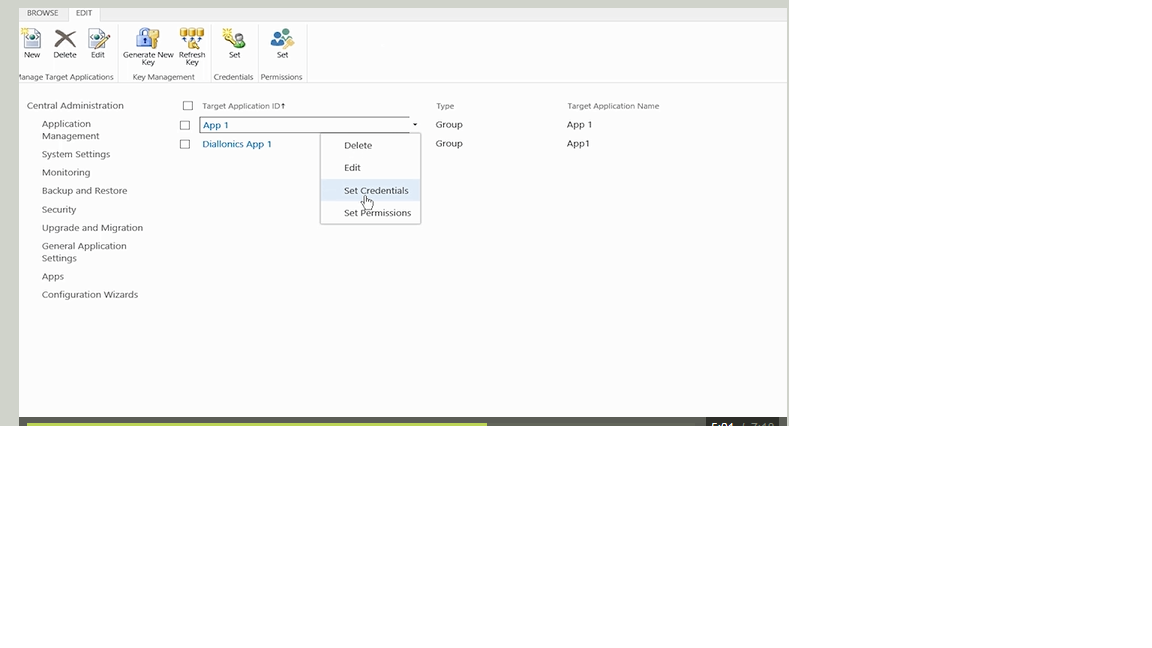 BROWSE EDIT
New Delete Edit Generate New Key Refresh Key Set Set
Manage Target Applications Key Management Credentials Permissions
Central Administration
Application
Management
System Settings
Monitoring
Backup and Restore
Security
Upgrade and Migration
General Application
Settings
Apps
Configuration Wizards
Target Application ID↑ Type Target Application Name
App 1 Group App 1
Diallonics App 1 Group App1
Delete
Edit
Set Credentials
Set Permissions